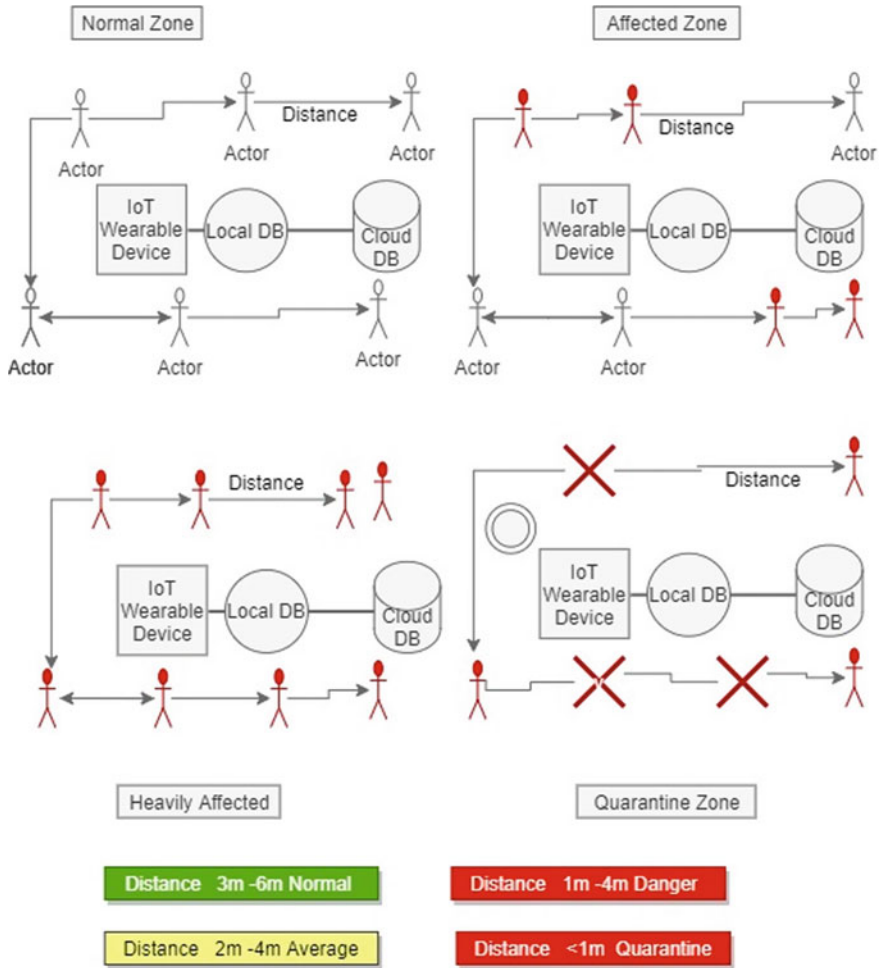 Normal Zone
Affected Zone
Distance
Actor
Actor
Actor
IoT
Wearable
Device
Local DB
Cloud
DB
Actor
Actor
Actor
Distance
Actor
IoT
Wearable
Device
Local DB
Cloud
DB
Actor
Actor
Distance
IoT
Wearable
Device
Local DB
Cloud
DB
Distance
IoT
Wearable
Device
Local DB
Cloud
DB
Heavily Affected
Quarantine Zone
Distance 3m -6m Normal
Distance 1m -4m Danger
Distance 2m -4m Average
Distance <1m Quarantine